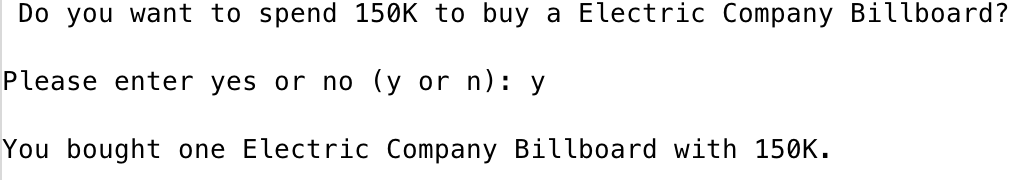 Do you want to spend 150K to buy a Electric Company Billboard?
Please enter yes or no (y or n): y
You bought one Electric Company Billboard with 150K.